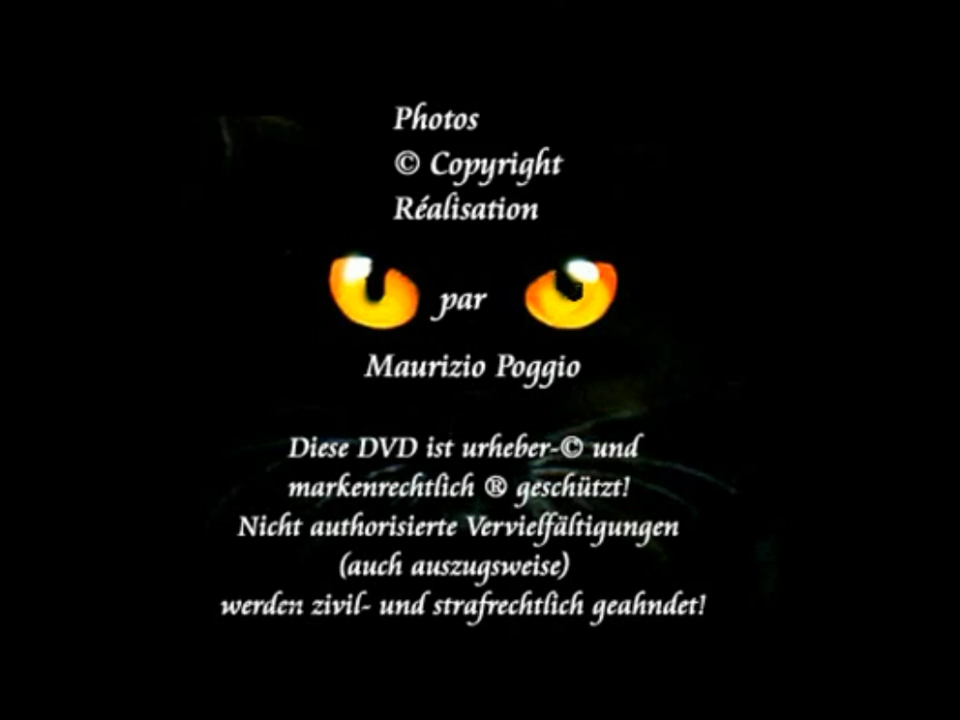 Photos
© Copyright
Réalisation
par
Maurizio Poggio
Diese DVD ist urheber-© und
markenrechtlich ® geschützt!
Nicht authorisierte Vervielfältigungen
(auch auszugsweise)
werden zivil- und strafrechtlich geahndet!